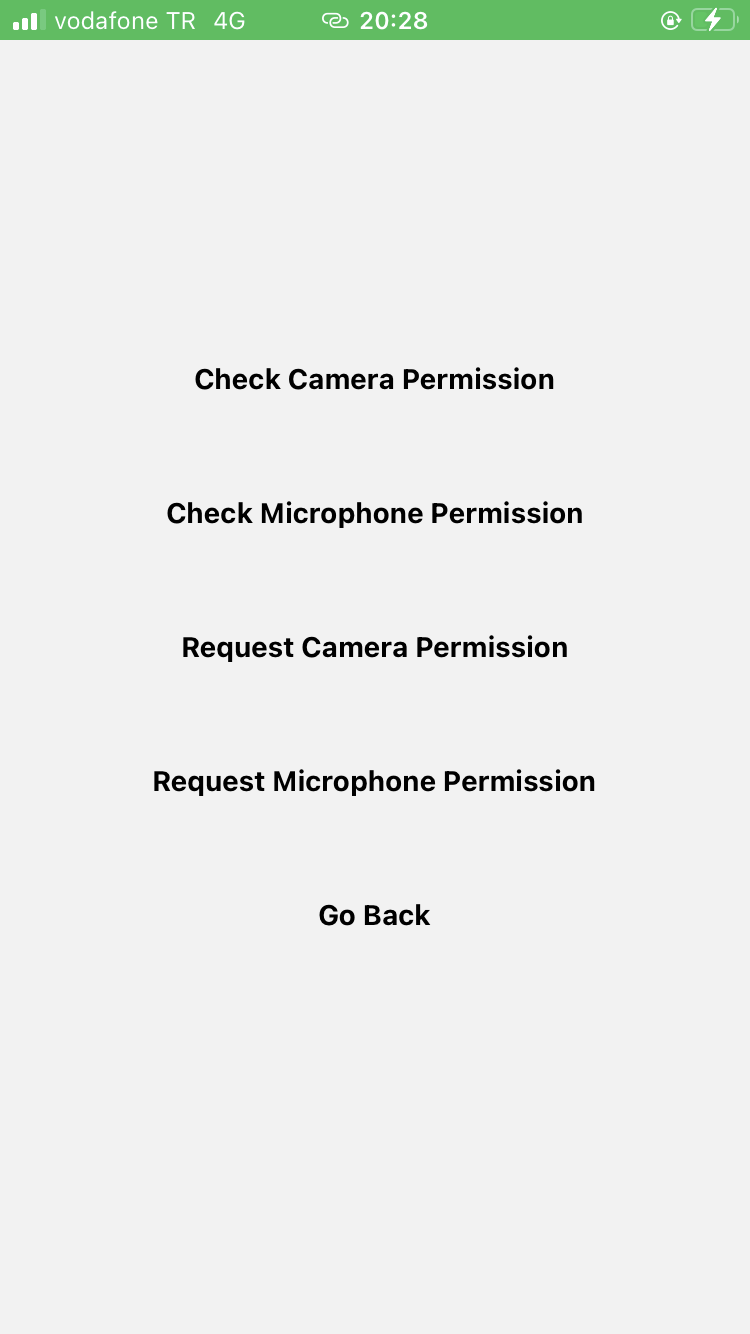 vodafone TR 4G 20:28
Check Camera Permission
Check Microphone Permission
Request Camera Permission
Request Microphone Permission
Go Back